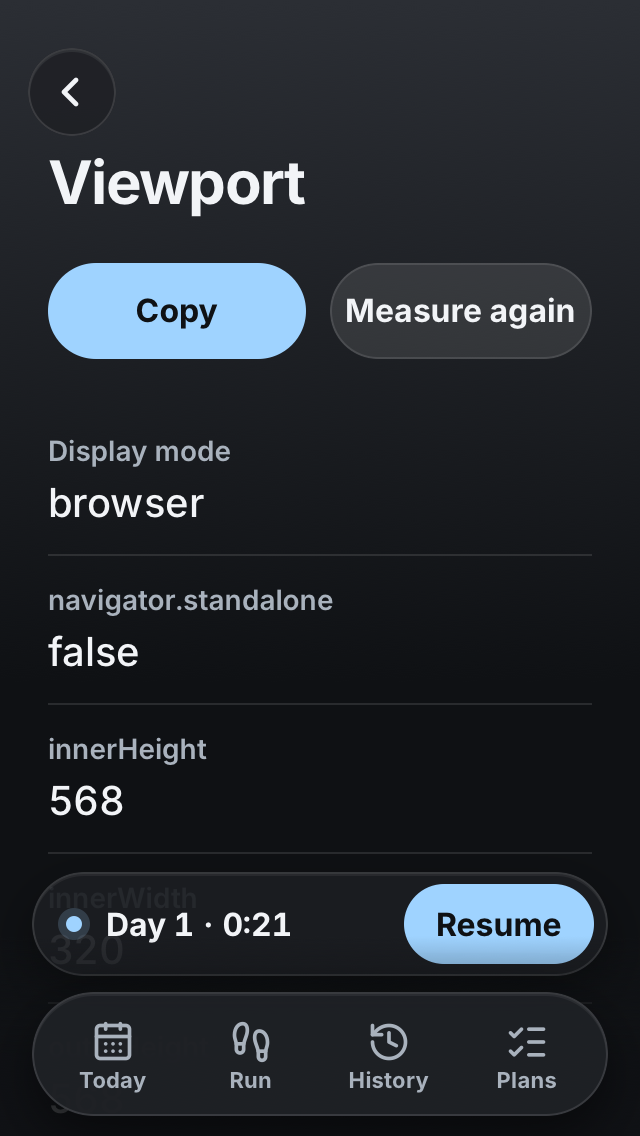 Viewport
Copy
Measure again
Display mode
browser
navigator.standalone
false
innerHeight
568
innerWidth
320
Day 1 · 0:21
Resume
Today
Run
History
Plans